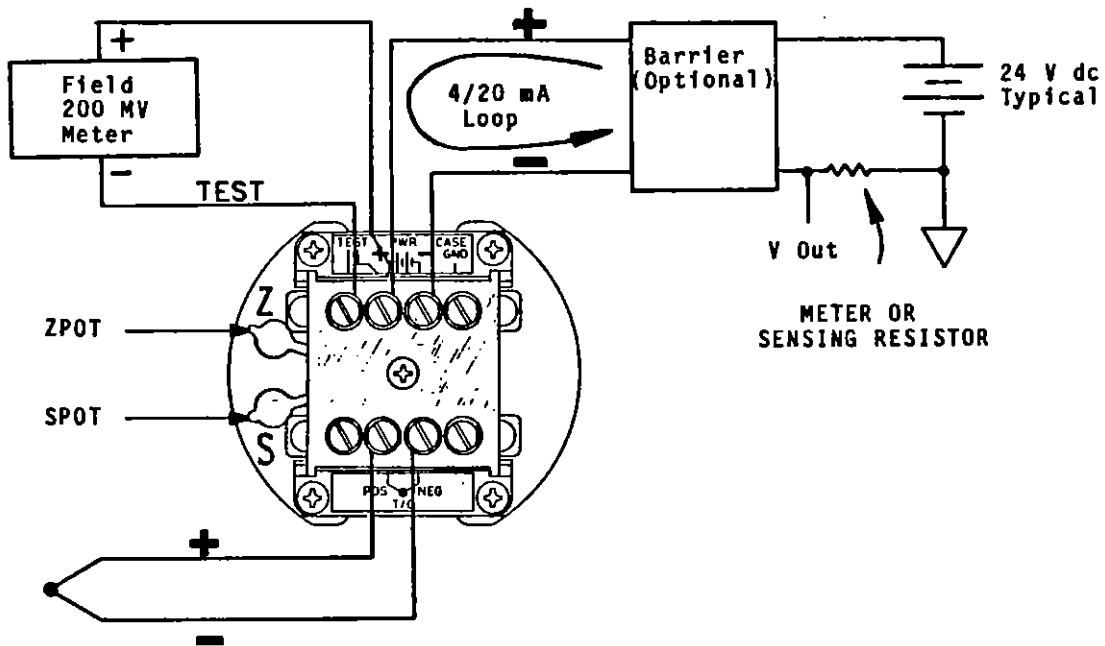 +
Field
200 MV
Meter
−
TEST
+
4/20 mA
Loop
−
Barrier
(Optional)
24 V dc
Typical
V Out
METER OR
SENSING RESISTOR
TEST + PWR − CASE
GND
Z
ZPOT
SPOT
S
POS NEG
T/C
+
−